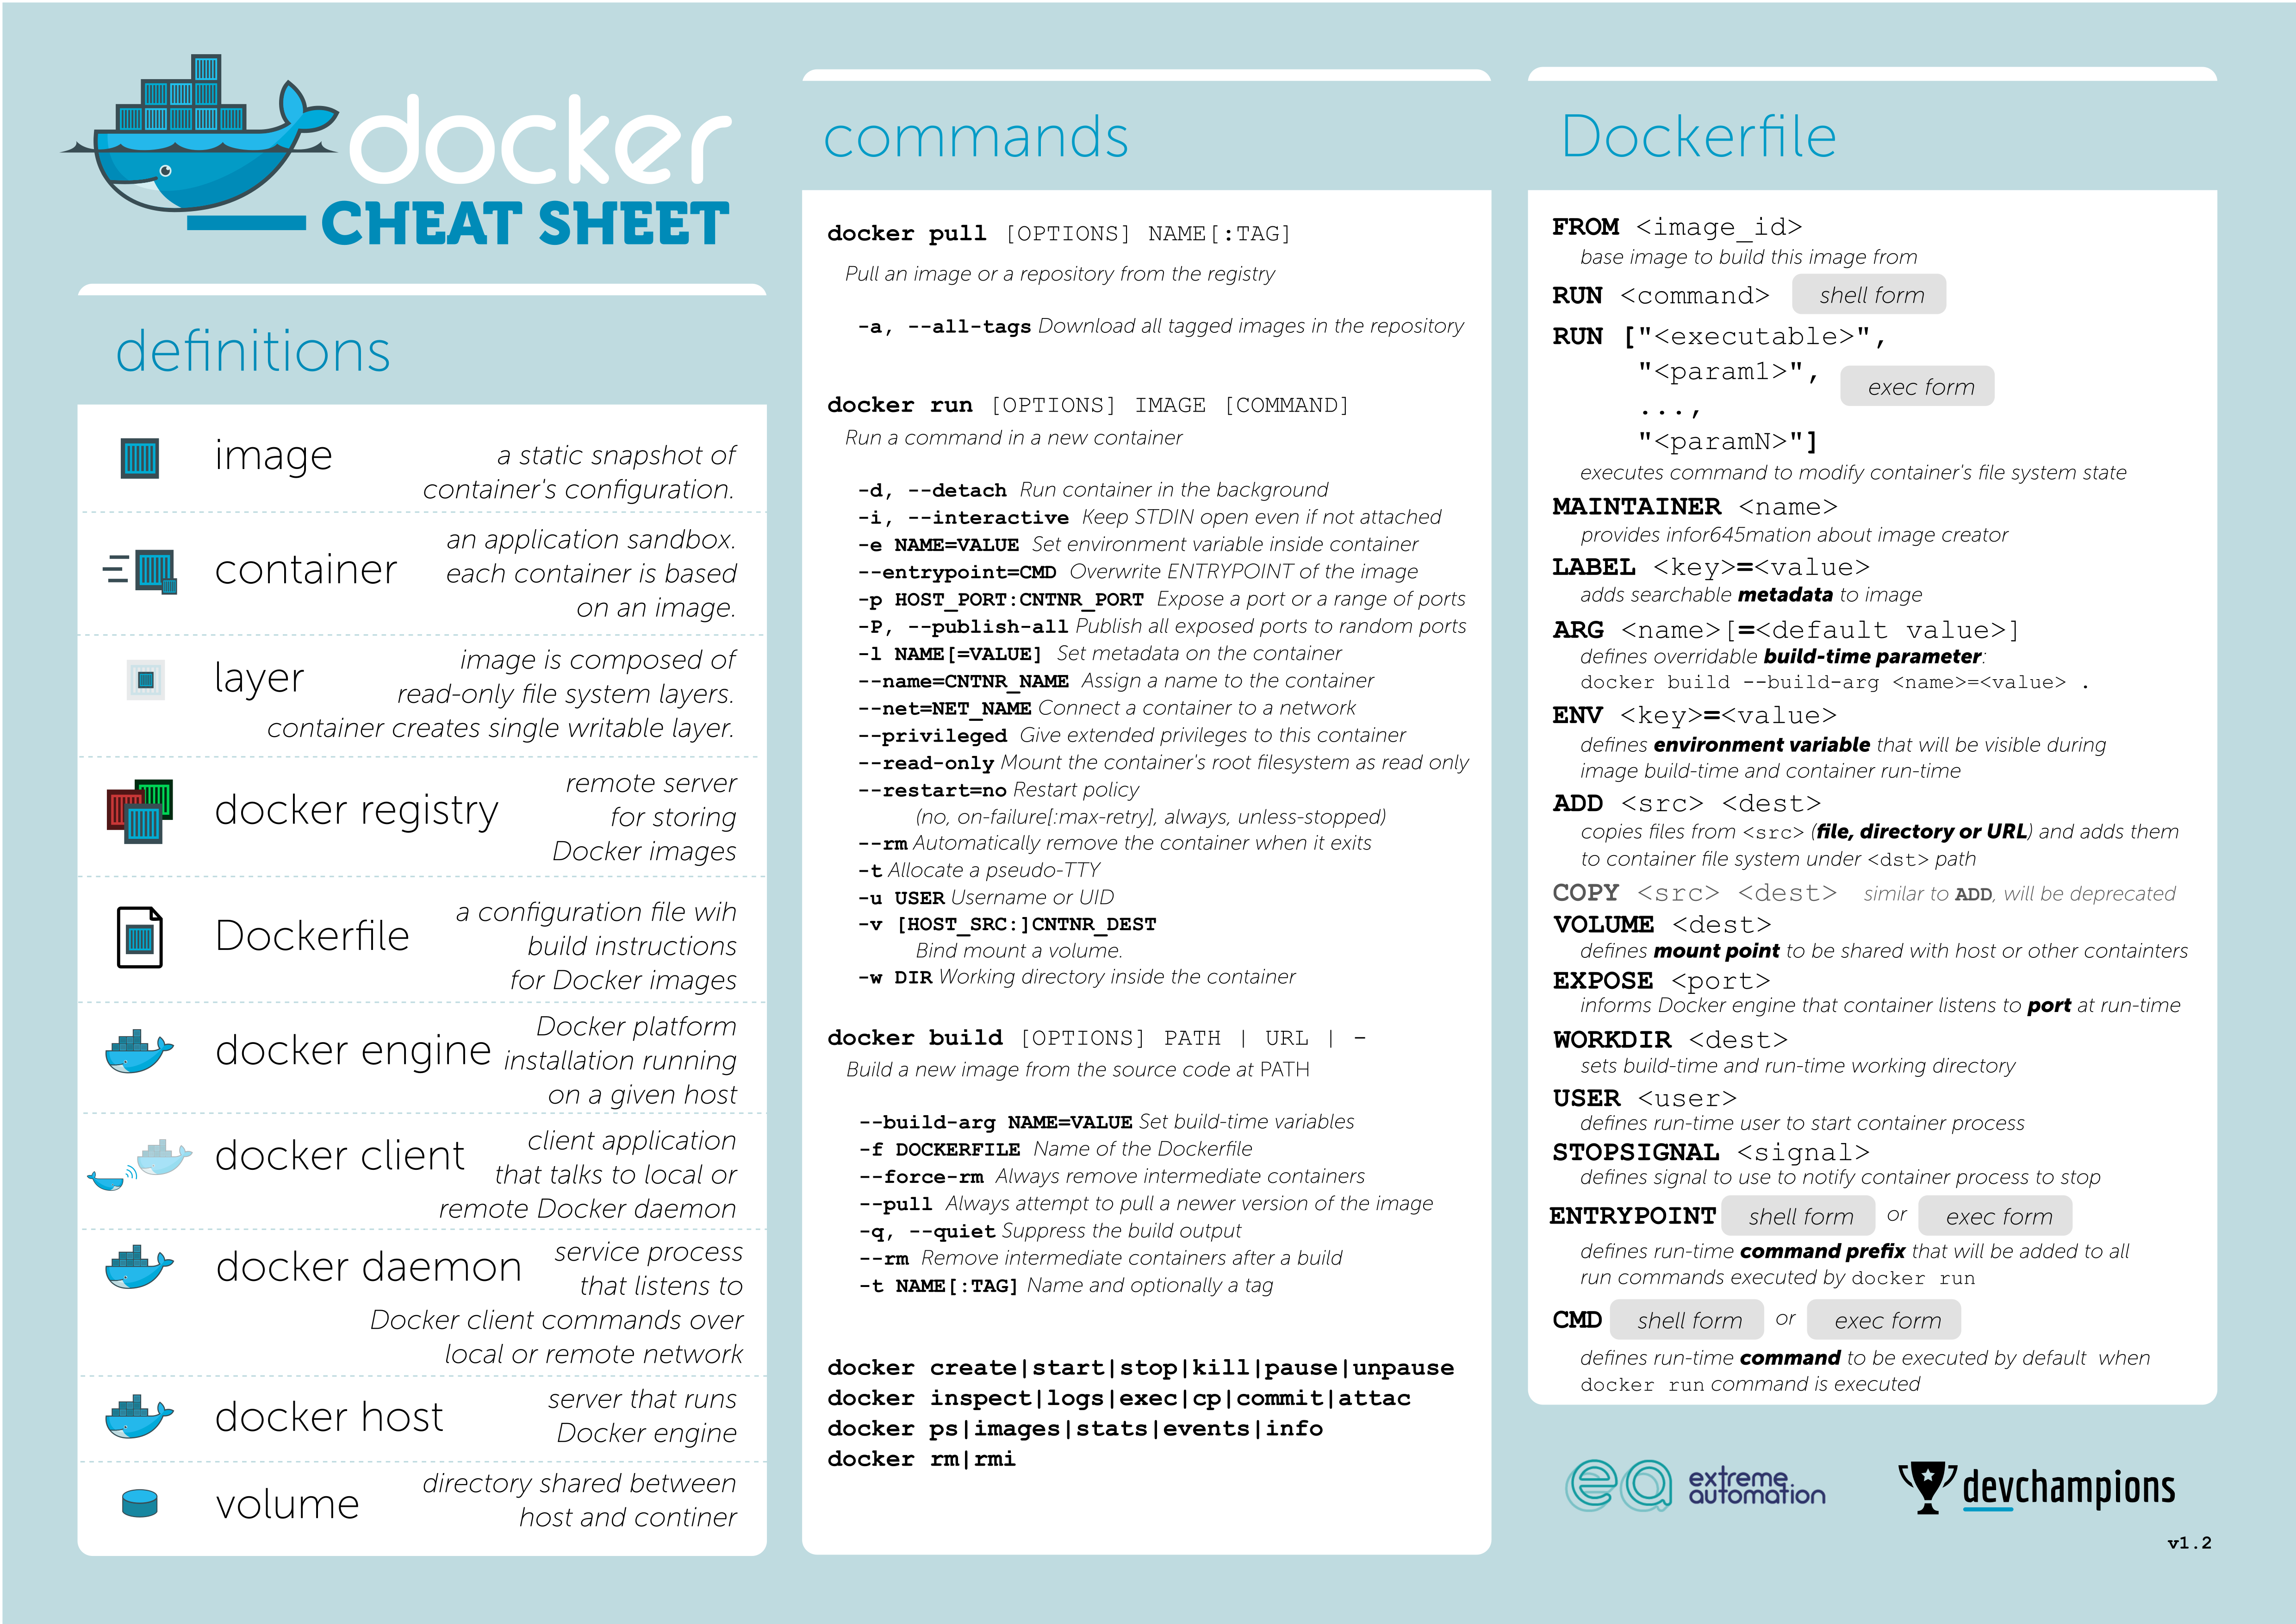 docker
CHEAT SHEET
definitions
image
a static snapshot of
container's configuration.
container
an application sandbox.
each container is based
on an image.
layer
image is composed of
read-only file system layers.
container creates single writable layer.
docker registry
remote server
for storing
Docker images
Dockerfile
a configuration file wih
build instructions
for Docker images
docker engine
Docker platform
installation running
on a given host
docker client
client application
that talks to local or
remote Docker daemon
docker daemon
service process
that listens to
Docker client commands over
local or remote network
docker host
server that runs
Docker engine
volume
directory shared between
host and continer
commands
docker pull [OPTIONS] NAME[:TAG]
Pull an image or a repository from the registry
-a, --all-tags Download all tagged images in the repository
docker run [OPTIONS] IMAGE [COMMAND]
Run a command in a new container
-d, --detach Run container in the background
-i, --interactive Keep STDIN open even if not attached
-e NAME=VALUE Set environment variable inside container
--entrypoint=CMD Overwrite ENTRYPOINT of the image
-p HOST_PORT:CNTNR_PORT Expose a port or a range of ports
-P, --publish-all Publish all exposed ports to random ports
-l NAME[=VALUE] Set metadata on the container
--name=CNTNR_NAME Assign a name to the container
--net=NET_NAME Connect a container to a network
--privileged Give extended privileges to this container
--read-only Mount the container's root filesystem as read only
--restart=no Restart policy
(no, on-failure[:max-retry], always, unless-stopped)
--rm Automatically remove the container when it exits
-t Allocate a pseudo-TTY
-u USER Username or UID
-v [HOST_SRC:]CNTNR_DEST
Bind mount a volume.
-w DIR Working directory inside the container
docker build [OPTIONS] PATH | URL | -
Build a new image from the source code at PATH
--build-arg NAME=VALUE Set build-time variables
-f DOCKERFILE Name of the Dockerfile
--force-rm Always remove intermediate containers
--pull Always attempt to pull a newer version of the image
-q, --quiet Suppress the build output
--rm Remove intermediate containers after a build
-t NAME[:TAG] Name and optionally a tag
docker create|start|stop|kill|pause|unpause
docker inspect|logs|exec|cp|commit|attac
docker ps|images|stats|events|info
docker rm|rmi
Dockerfile
FROM <image_id>
base image to build this image from
RUN <command> shell form
RUN ["<executable>",
"<param1>",
exec form
...,
"<paramN>"]
executes command to modify container's file system state
MAINTAINER <name>
provides infor645mation about image creator
LABEL <key>=<value>
adds searchable metadata to image
ARG <name>[=<default value>]
defines overridable build-time parameter:
docker build --build-arg <name>=<value> .
ENV <key>=<value>
defines environment variable that will be visible during
image build-time and container run-time
ADD <src> <dest>
copies files from <src> (file, directory or URL) and adds them
to container file system under <dst> path
COPY <src> <dest> similar to ADD, will be deprecated
VOLUME <dest>
defines mount point to be shared with host or other containters
EXPOSE <port>
informs Docker engine that container listens to port at run-time
WORKDIR <dest>
sets build-time and run-time working directory
USER <user>
defines run-time user to start container process
STOPSIGNAL <signal>
defines signal to use to notify container process to stop
ENTRYPOINT shell form or exec form
defines run-time command prefix that will be added to all
run commands executed by docker run
CMD shell form or exec form
defines run-time command to be executed by default when
docker run command is executed
ea extreme
automation
devchampions
v1.2